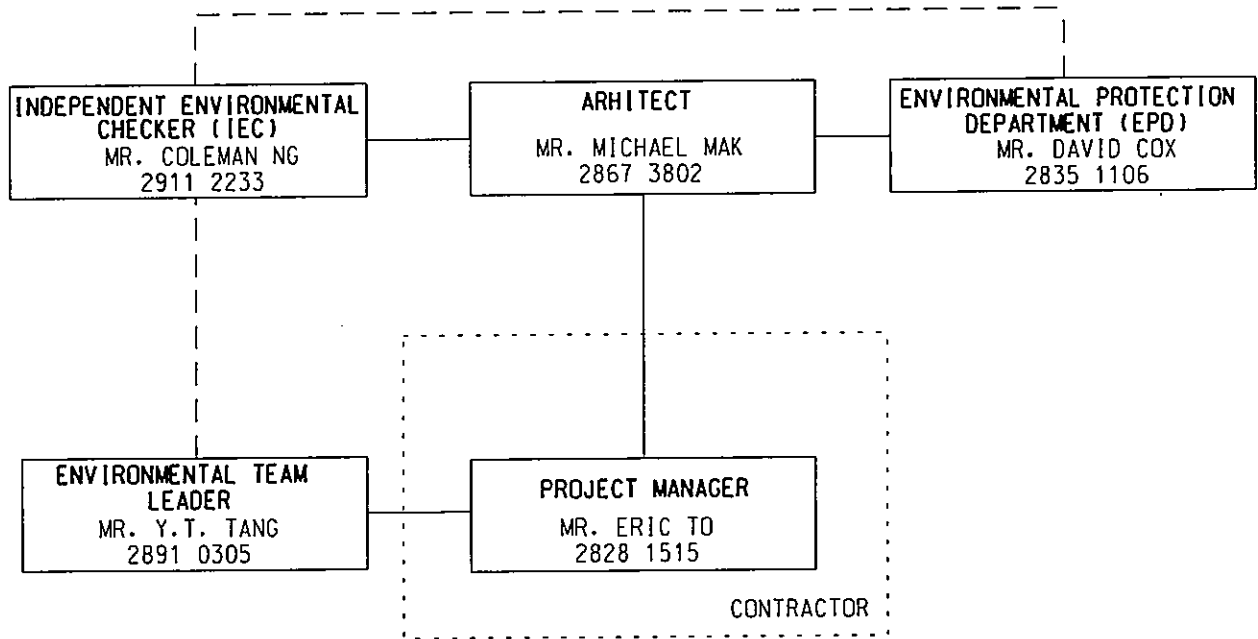 INDEPENDENT ENVIRONMENTAL
CHECKER (IEC)
MR. COLEMAN NG
2911 2233
ARHITECT
MR. MICHAEL MAK
2867 3802
ENVIRONMENTAL PROTECTION
DEPARTMENT (EPD)
MR. DAVID COX
2835 1106
ENVIRONMENTAL TEAM
LEADER
MR. Y.T. TANG
2891 0305
PROJECT MANAGER
MR. ERIC TO
2828 1515
CONTRACTOR